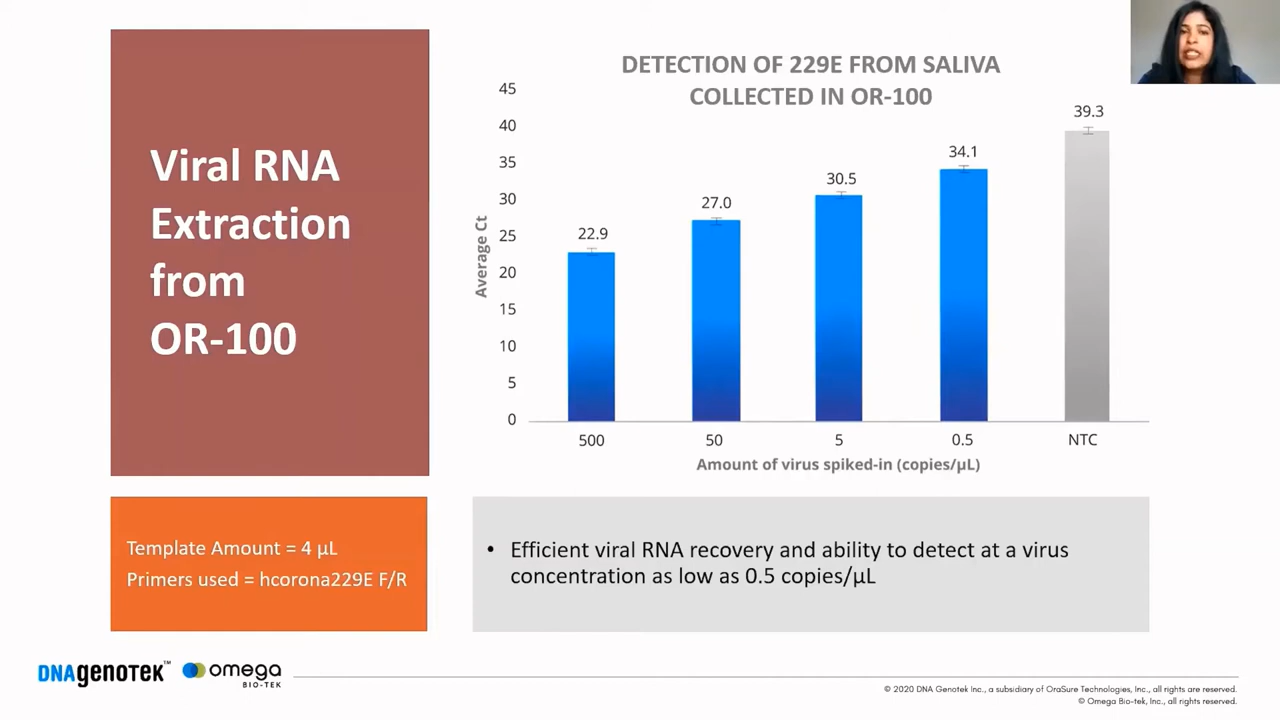 Viral RNA
Extraction
from
OR-100
DETECTION OF 229E FROM SALIVA
COLLECTED IN OR-100
45
40
35
30
25
20
15
10
5
0
Average Ct
22.9
27.0
30.5
34.1
39.3
500
50
5
0.5
NTC
Amount of virus spiked-in (copies/µL)
Template Amount = 4 µL
Primers used = hcorona229E F/R
• Efficient viral RNA recovery and ability to detect at a virus
concentration as low as 0.5 copies/µL
DNAgenotek™
omega
BIO-TEK
© 2020 DNA Genotek Inc., a subsidiary of OraSure Technologies, Inc., all rights are reserved.
© Omega Bio-tek, Inc., all rights reserved.